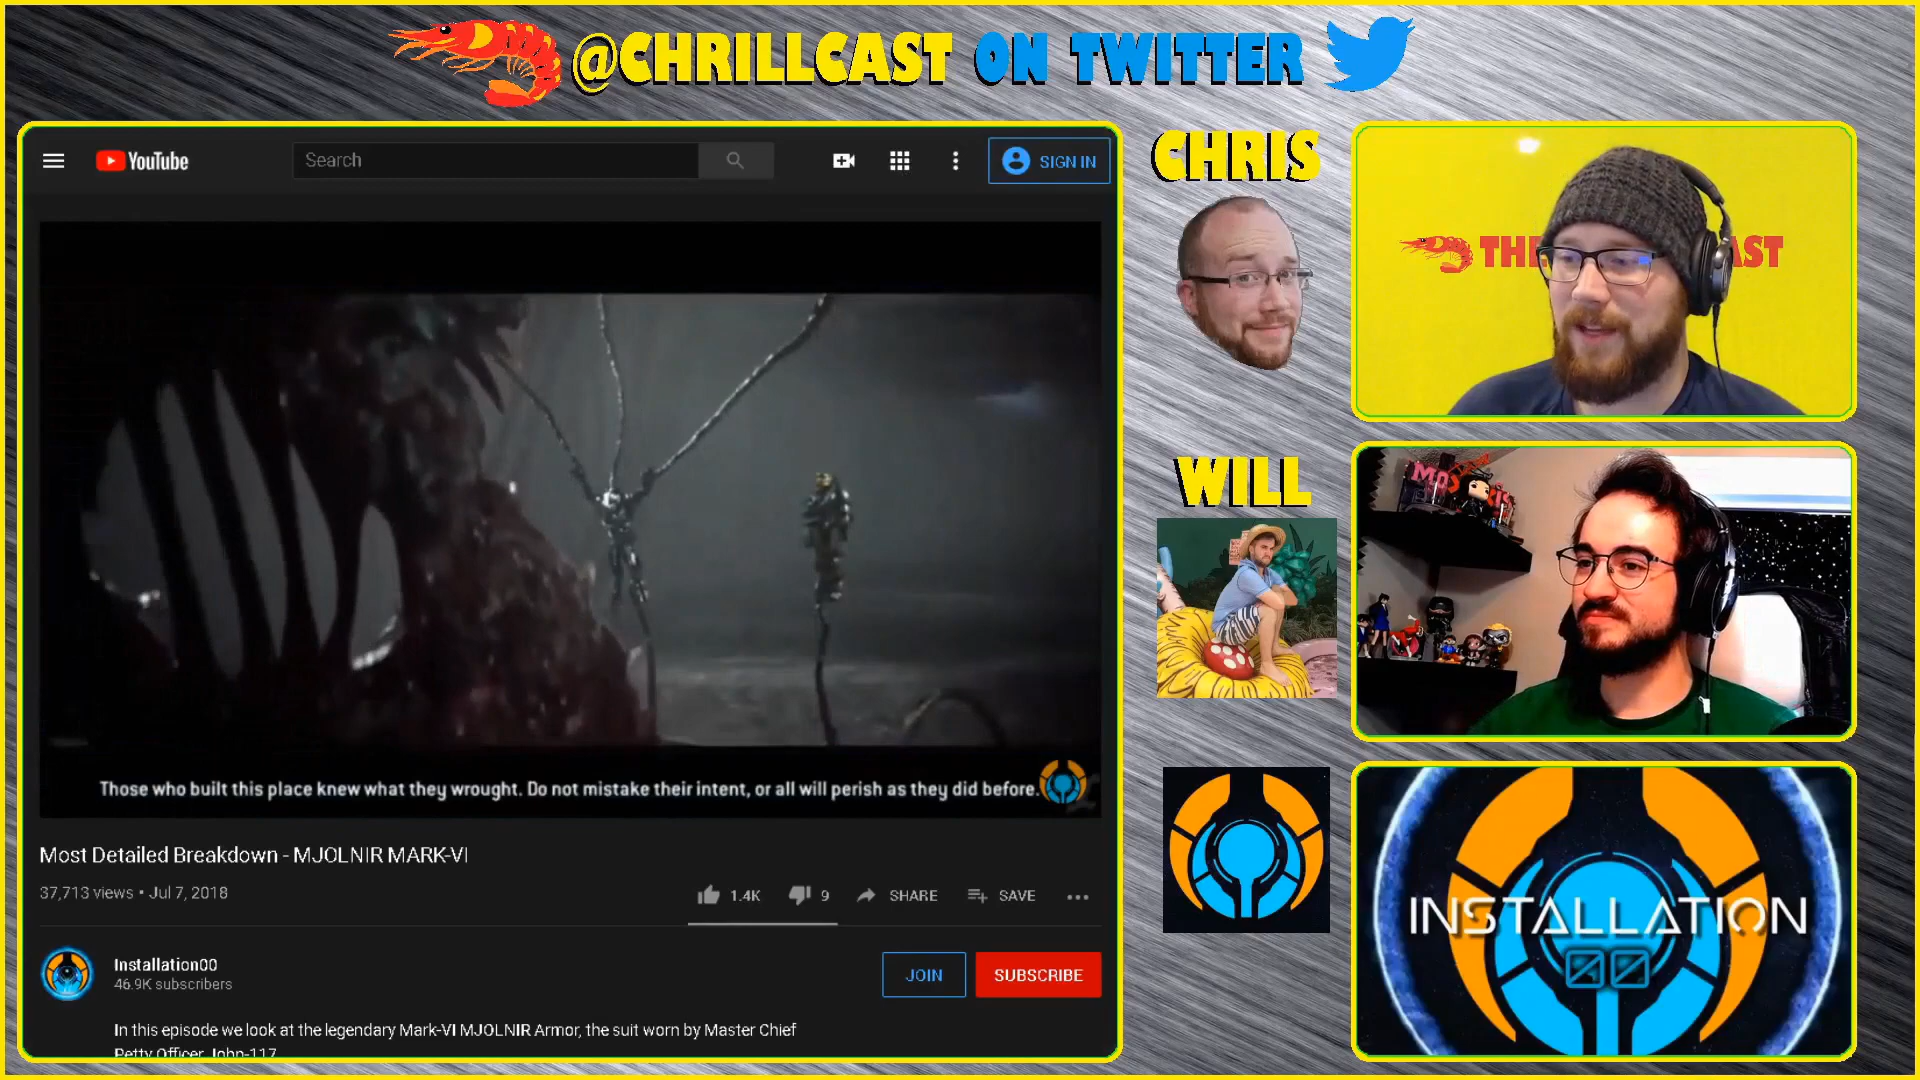 @CHRILLCAST ON TWITTER
YouTube
Search
SIGN IN
Those who built this place knew what they wrought. Do not mistake their intent, or all will perish as they did before.
Most Detailed Breakdown - MJOLNIR MARK-VI
37,713 views • Jul 7, 2018
1.4K
9
SHARE
SAVE
Installation00
46.9K subscribers
JOIN
SUBSCRIBE
In this episode we look at the legendary Mark-VI MJOLNIR Armor, the suit worn by Master Chief
Petty Officer John-117
CHRIS
WILL
INSTALLATION